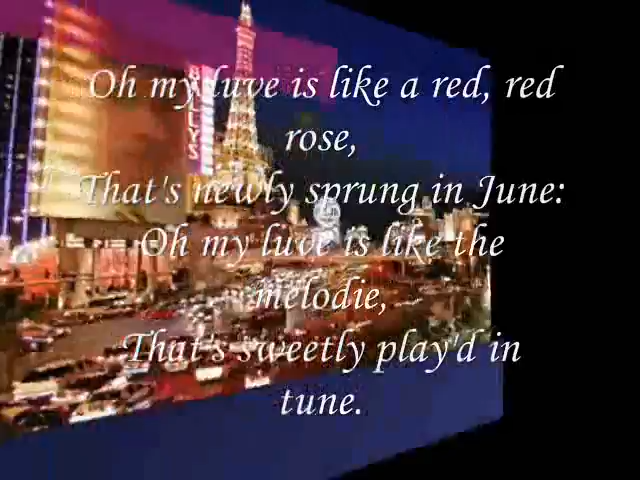 Oh my luve is like a red, red
rose,
That's newly sprung in June:
Oh my luve is like the
melodie,
That's sweetly play'd in
tune.
BALLYS